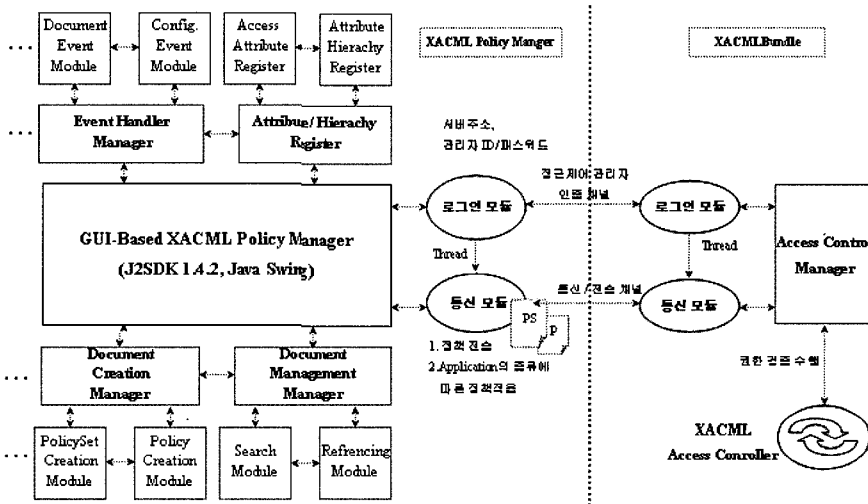 Document
Event
Module
Config.
Event
Module
Access
Attribute
Register
Attribute
Hierachy
Register
XACML Policy Manger
XACMLBundle
Event Handler
Manager
Attribue/Hierachy
Register
서버주소,
관리자 ID/패스워드
접근제어 관리자
인증 채널
로그인 모듈
로그인 모듈
GUI-Based XACML Policy Manager
(J2SDK 1.4.2, Java Swing)
Thread
Thread
Access Contro
Manager
통신 모듈
통신 / 전송 채널
통신 모듈
PS
P
1. 정책 전송
2.Application의 종류에
따른 정책적용
권한 검증 수행
Document
Creation
Manager
Document
Management
Manager
PolicySet
Creation
Module
Policy
Creation
Module
Search
Module
Refrencing
Module
XACML
Access Conroller